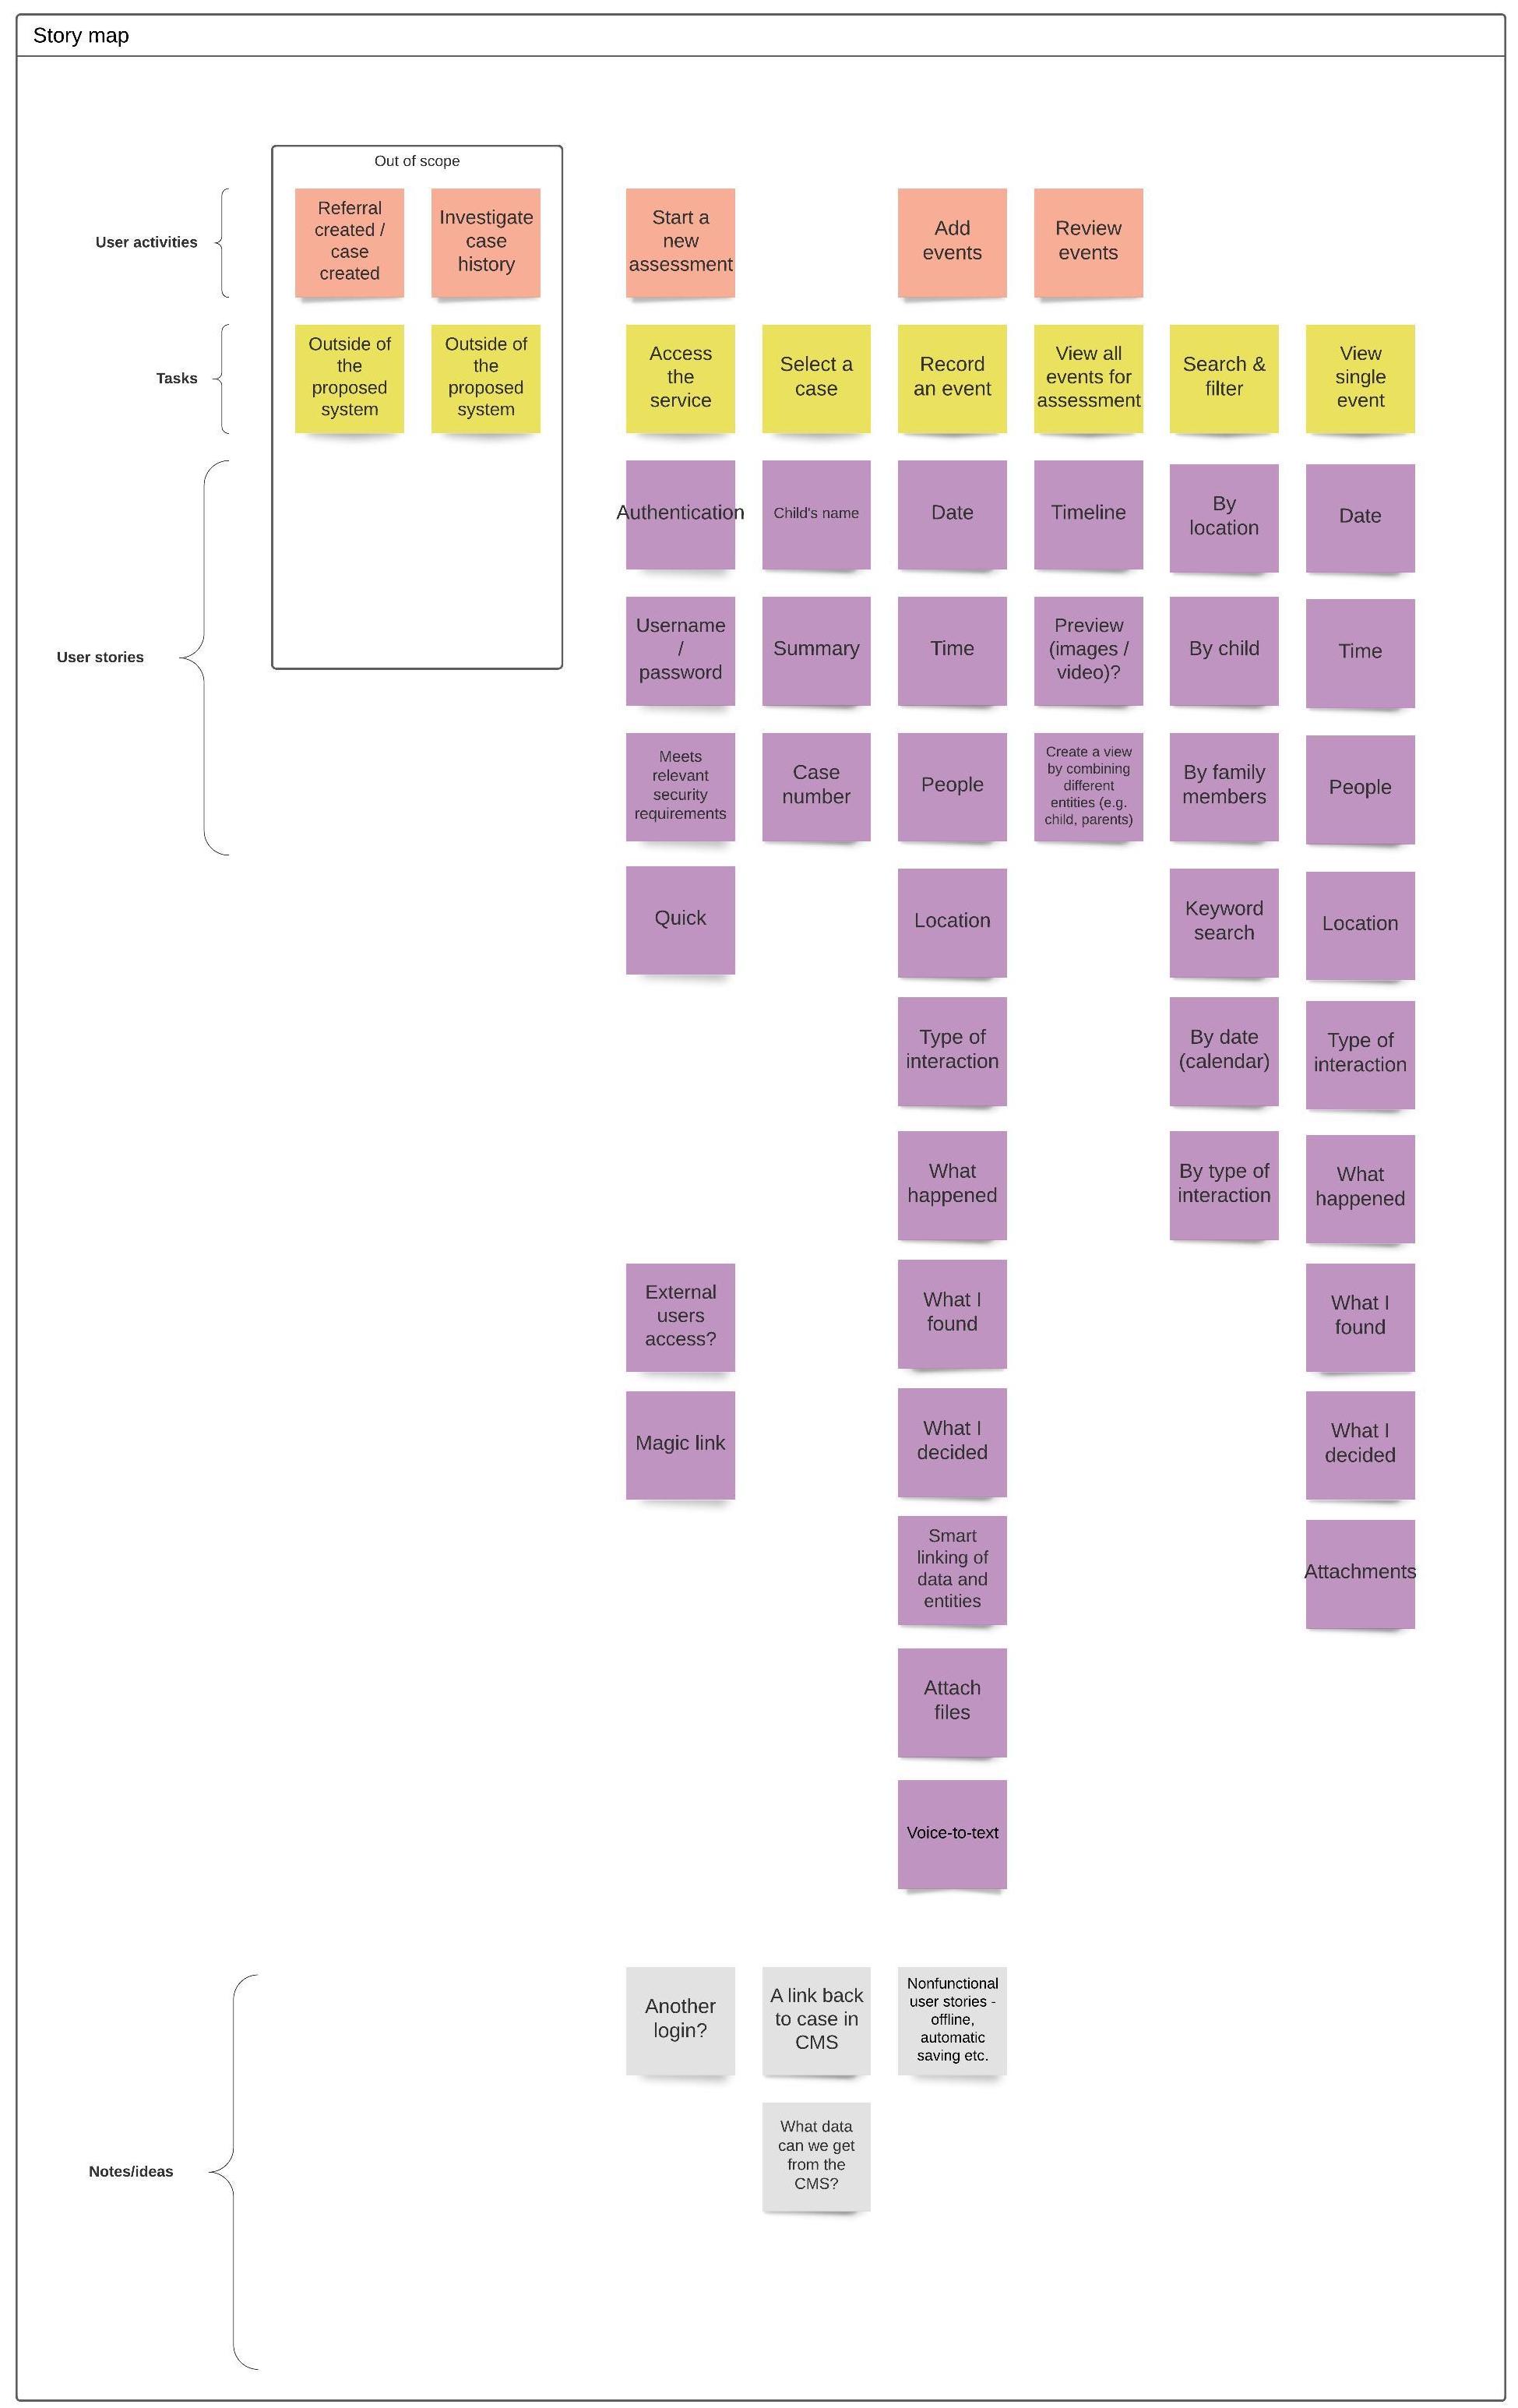 Story map
Out of scope
User activities
Referral
created /
case
created
Investigate
case
history
Start a
new
assessment
Add
events
Review
events
Tasks
Outside of
the
proposed
system
Outside of
the
proposed
system
Access
the
service
Select a
case
Record
an event
View all
events for
assessment
Search &
filter
View
single
event
User stories
Authentication
Child's name
Date
Timeline
By
location
Date
Username
/
password
Summary
Time
Preview
(images /
video)?
By child
Time
Meets
relevant
security
requirements
Case
number
People
Create a view
by combining
different
entities (e.g.
child, parents)
By family
members
People
Quick
Location
Keyword
search
Location
Type of
interaction
By date
(calendar)
Type of
interaction
What
happened
By type of
interaction
What
happened
External
users
access?
What I
found
What I
found
Magic link
What I
decided
What I
decided
Smart
linking of
data and
entities
Attachments
Attach
files
Voice-to-text
Notes/ideas
Another
login?
A link back
to case in
CMS
Nonfunctional
user stories -
offline,
automatic
saving etc.
What data
can we get
from the
CMS?